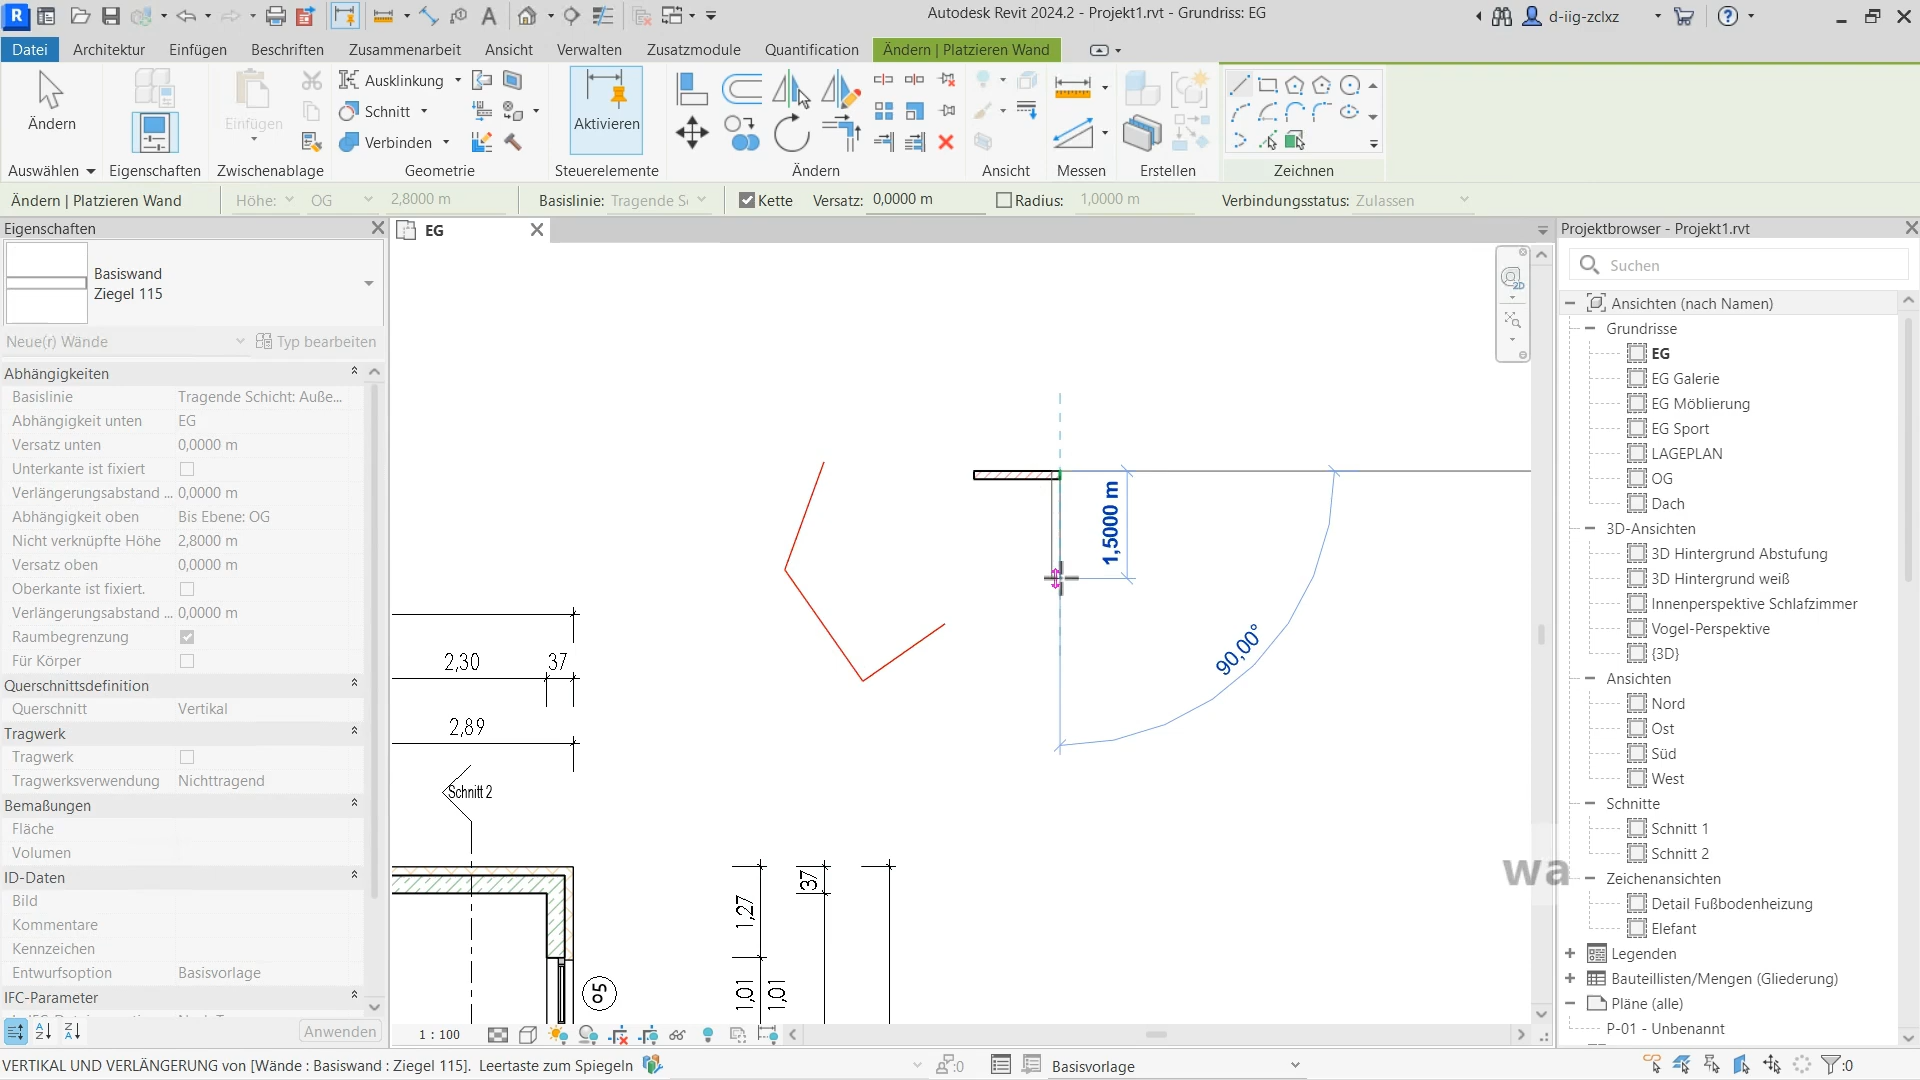 Autodesk Revit 2024.2 - Projekt1.rvt - Grundriss: EG
d-iig-zclxz
Datei Architektur Einfügen Beschriften Zusammenarbeit Ansicht Verwalten Zusatzmodule Quantification Ändern | Platzieren Wand
Ausklinkung
Schnitt
Verbinden
Ändern
Einfügen
Aktivieren
Auswählen Eigenschaften Zwischenablage Geometrie Steuerelemente Ändern Ansicht Messen Erstellen Zeichnen
Ändern | Platzieren Wand Höhe: OG 2,8000 m Basislinie: Tragende Sc Kette Versatz: 0,0000 m Radius: 1,0000 m Verbindungsstatus: Zulassen
Eigenschaften
Basiswand
Ziegel 115
Neue(r) Wände Typ bearbeiten
Abhängigkeiten
Basislinie Tragende Schicht: Auße...
Abhängigkeit unten EG
Versatz unten 0,0000 m
Unterkante ist fixiert
Verlängerungsabstand ... 0,0000 m
Abhängigkeit oben Bis Ebene: OG
Nicht verknüpfte Höhe 2,8000 m
Versatz oben 0,0000 m
Oberkante ist fixiert.
Verlängerungsabstand ... 0,0000 m
Raumbegrenzung
Für Körper
Querschnittsdefinition
Querschnitt Vertikal
Tragwerk
Tragwerk
Tragwerksverwendung Nichttragend
Bemaßungen
Fläche
Volumen
ID-Daten
Bild
Kommentare
Kennzeichen
Entwurfsoption Basisvorlage
IFC-Parameter
Anwenden
EG
1,5000 m
90,00°
2,30 37
2,89
Schnitt 2
37
1,27
1,01 1,01
05
wa
1 : 100
Projektbrowser - Projekt1.rvt
Suchen
Ansichten (nach Namen)
Grundrisse
EG
EG Galerie
EG Möblierung
EG Sport
LAGEPLAN
OG
Dach
3D-Ansichten
3D Hintergrund Abstufung
3D Hintergrund weiß
Innenperspektive Schlafzimmer
Vogel-Perspektive
{3D}
Ansichten
Nord
Ost
Süd
West
Schnitte
Schnitt 1
Schnitt 2
Zeichenansichten
Detail Fußbodenheizung
Elefant
Legenden
Bauteillisten/Mengen (Gliederung)
Pläne (alle)
P-01 - Unbenannt
VERTIKAL UND VERLÄNGERUNG von [Wände : Basiswand : Ziegel 115]. Leertaste zum Spiegeln :0 Basisvorlage :0